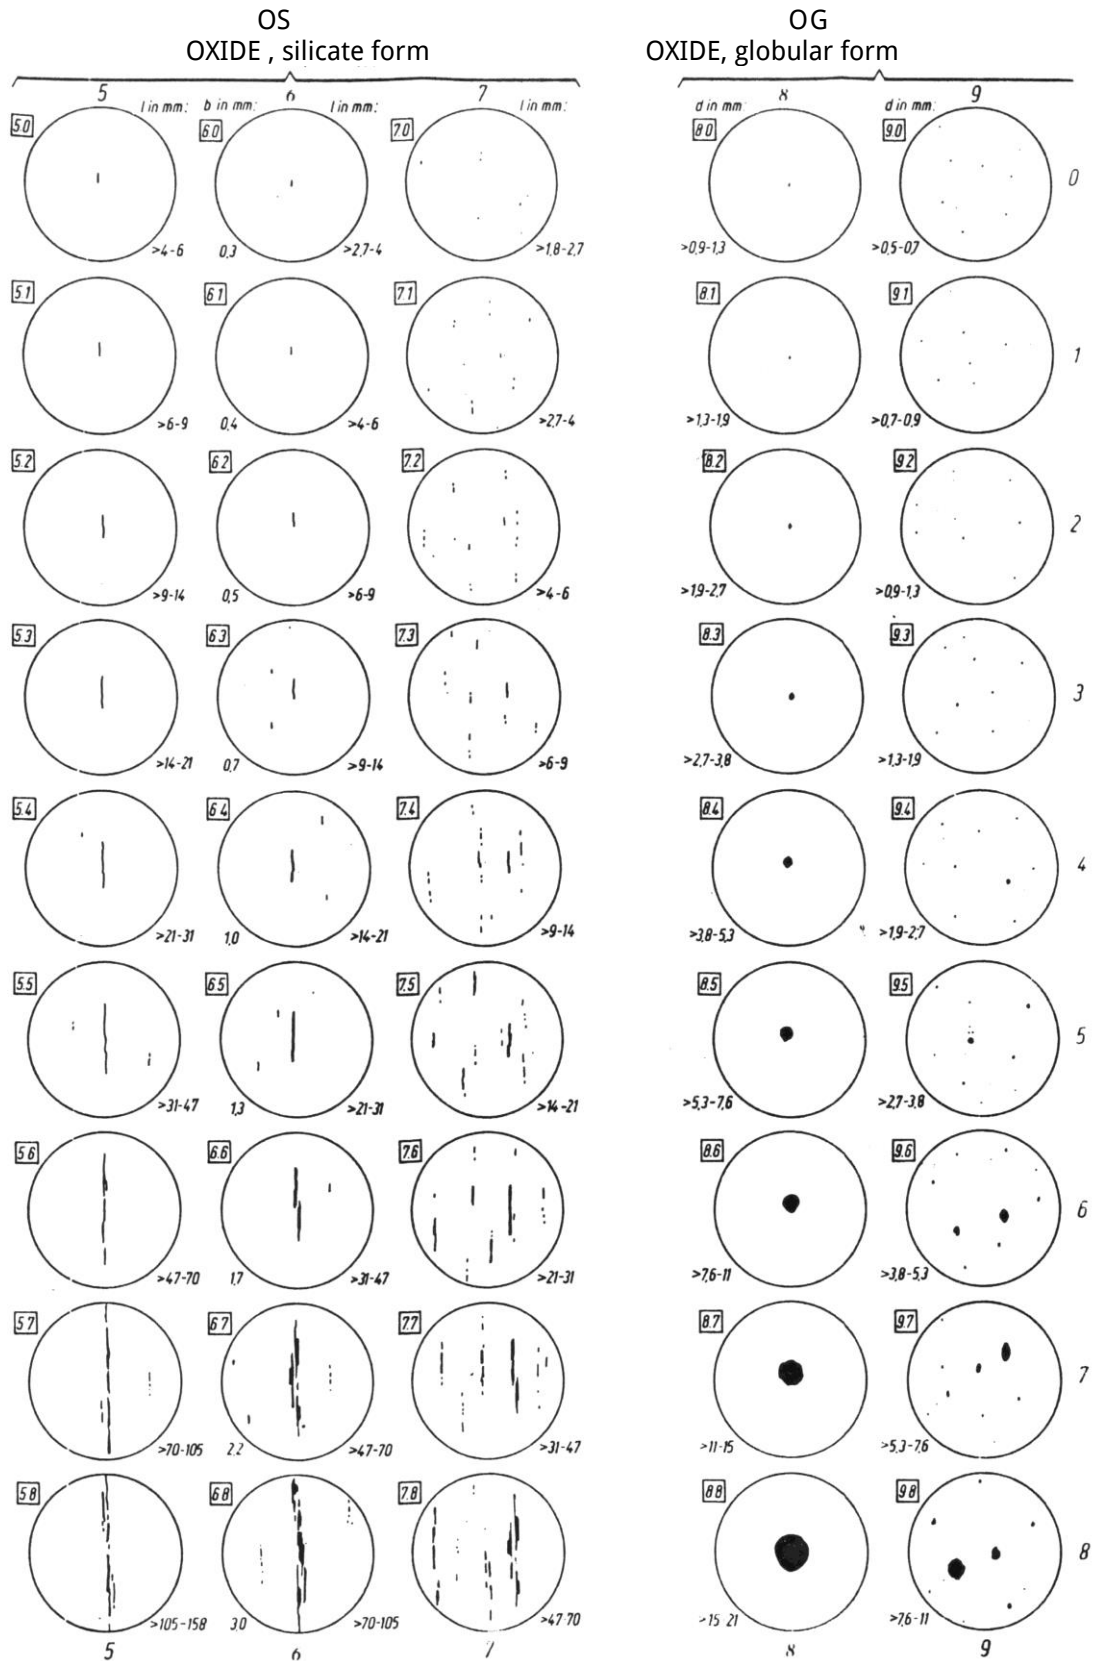 OS OG
OXIDE , silicate form OXIDE, globular form
5 l in mm: b in mm: 6 l in mm: 7 l in mm: d in mm: 8 d in mm: 9
5.0 6.0 7.0 8.0 9.0 0
>4-6 0,3 >2,7-4 >1,8-2,7 >0,9-1,3 >0,5-0,7
5.1 6.1 7.1 8.1 9.1 1
>6-9 0,4 >4-6 >2,7-4 >1,3-1,9 >0,7-0,9
5.2 6.2 7.2 8.2 9.2 2
>9-14 0,5 >6-9 >4-6 >1,9-2,7 >0,9-1,3
5.3 6.3 7.3 8.3 9.3 3
>14-21 0,7 >9-14 >6-9 >2,7-3,8 >1,3-1,9
5.4 6.4 7.4 8.4 9.4 4
>21-31 1,0 >14-21 >9-14 >3,8-5,3 >1,9-2,7
5.5 6.5 7.5 8.5 9.5 5
>31-47 1,3 >21-31 >14-21 >5,3-7,6 >2,7-3,8
5.6 6.6 7.6 8.6 9.6 6
>47-70 1,7 >31-47 >21-31 >7,6-11 >3,8-5,3
5.7 6.7 7.7 8.7 9.7 7
>70-105 2,2 >47-70 >31-47 >11-15 >5,3-7,6
5.8 6.8 7.8 8.8 9.8 8
>105-158 3,0 >70-105 >47-70 >15-21 >7,6-11
5 6 7 8 9